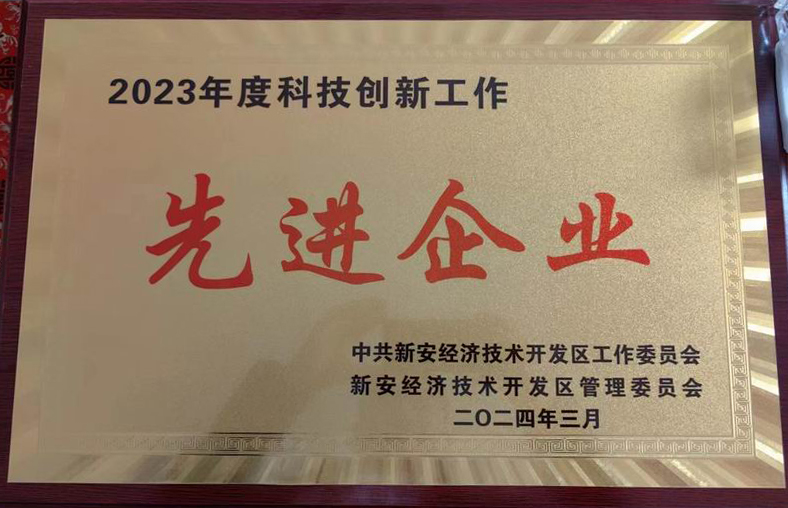 2023年度科技创新工作
先进企业
中共新安经济技术开发区工作委员会
新安经济技术开发区管理委员会
二〇二四年三月